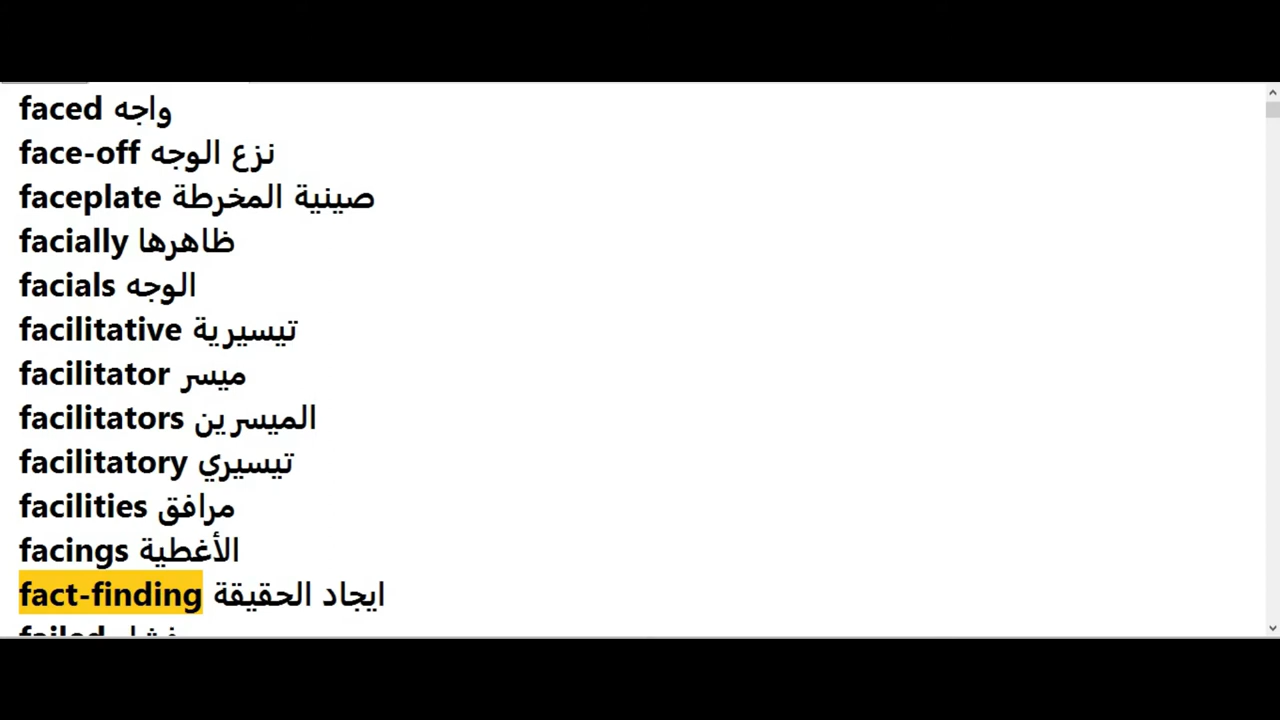 faced واجه
face-off نزع الوجه
faceplate صينية المخرطة
facially ظاهرها
facials الوجه
facilitative تيسيرية
facilitator ميسر
facilitators الميسرين
facilitatory تيسيري
facilities مرافق
facings الأغطية
fact-finding ايجاد الحقيقة
failed